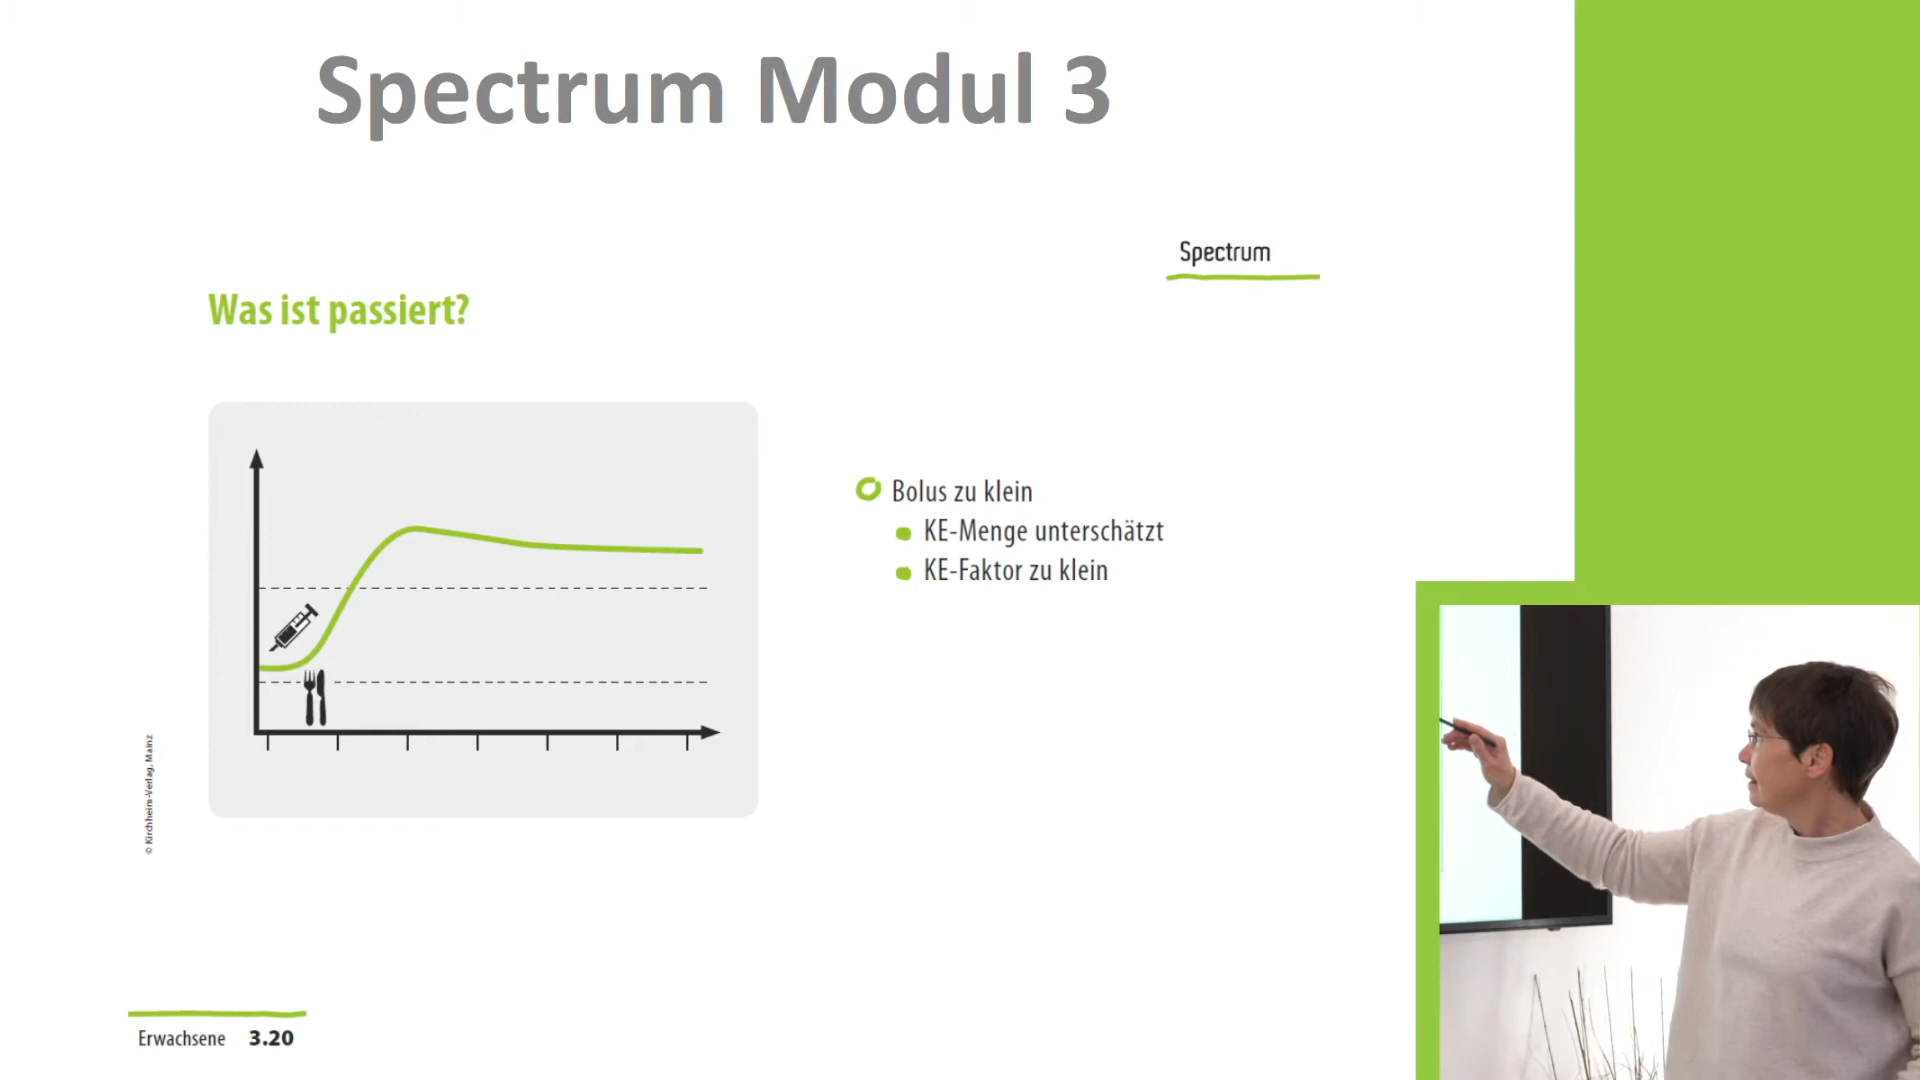 Spectrum Modul 3
Spectrum
Was ist passiert?
Bolus zu klein
KE-Menge unterschätzt
KE-Faktor zu klein
© Kirchheim-Verlag, Mainz
Erwachsene 3.20